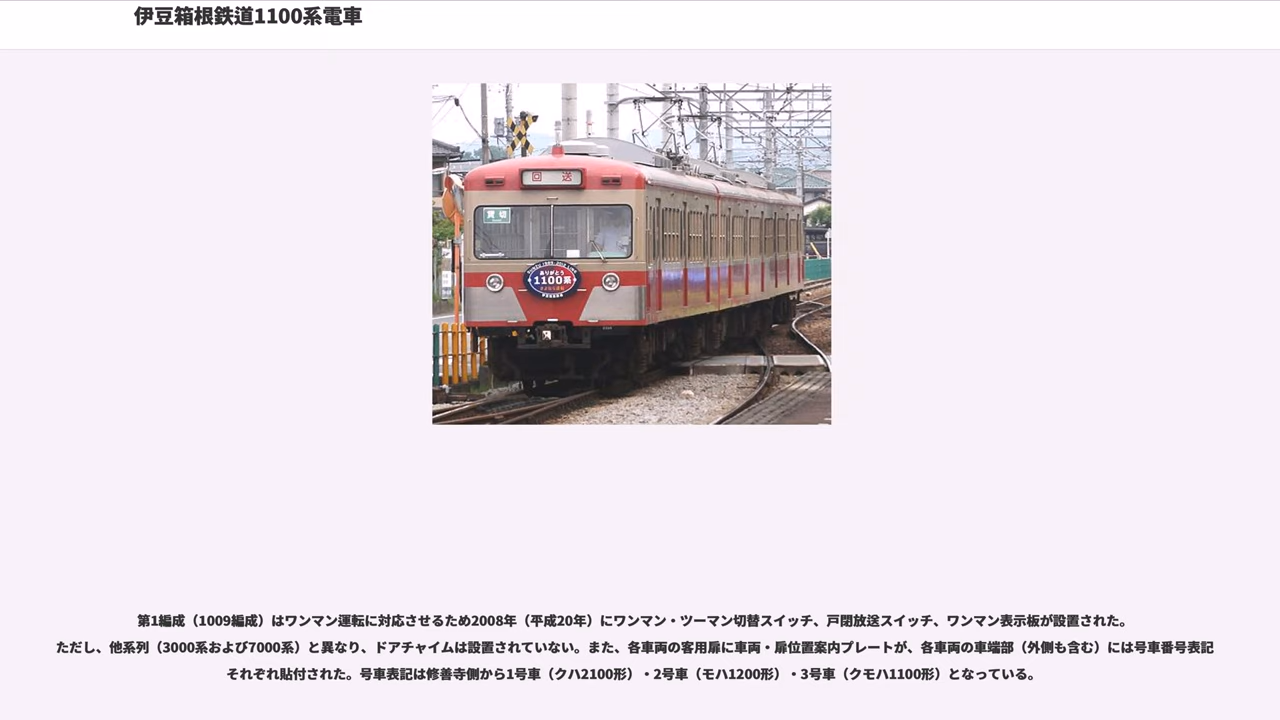 伊豆箱根鉄道1100系電車
回送
貸切
ありがとう
1100系
第1編成（1009編成）はワンマン運転に対応させるため2008年（平成20年）にワンマン・ツーマン切替スイッチ、戸閉放送スイッチ、ワンマン表示板が設置された。
ただし、他系列（3000系および7000系）と異なり、ドアチャイムは設置されていない。また、各車両の客用扉に車両・扉位置案内プレートが、各車両の車端部（外側も含む）には号車番号表記
それぞれ貼付された。号車表記は修善寺側から1号車（クハ2100形）・2号車（モハ1200形）・3号車（クモハ1100形）となっている。